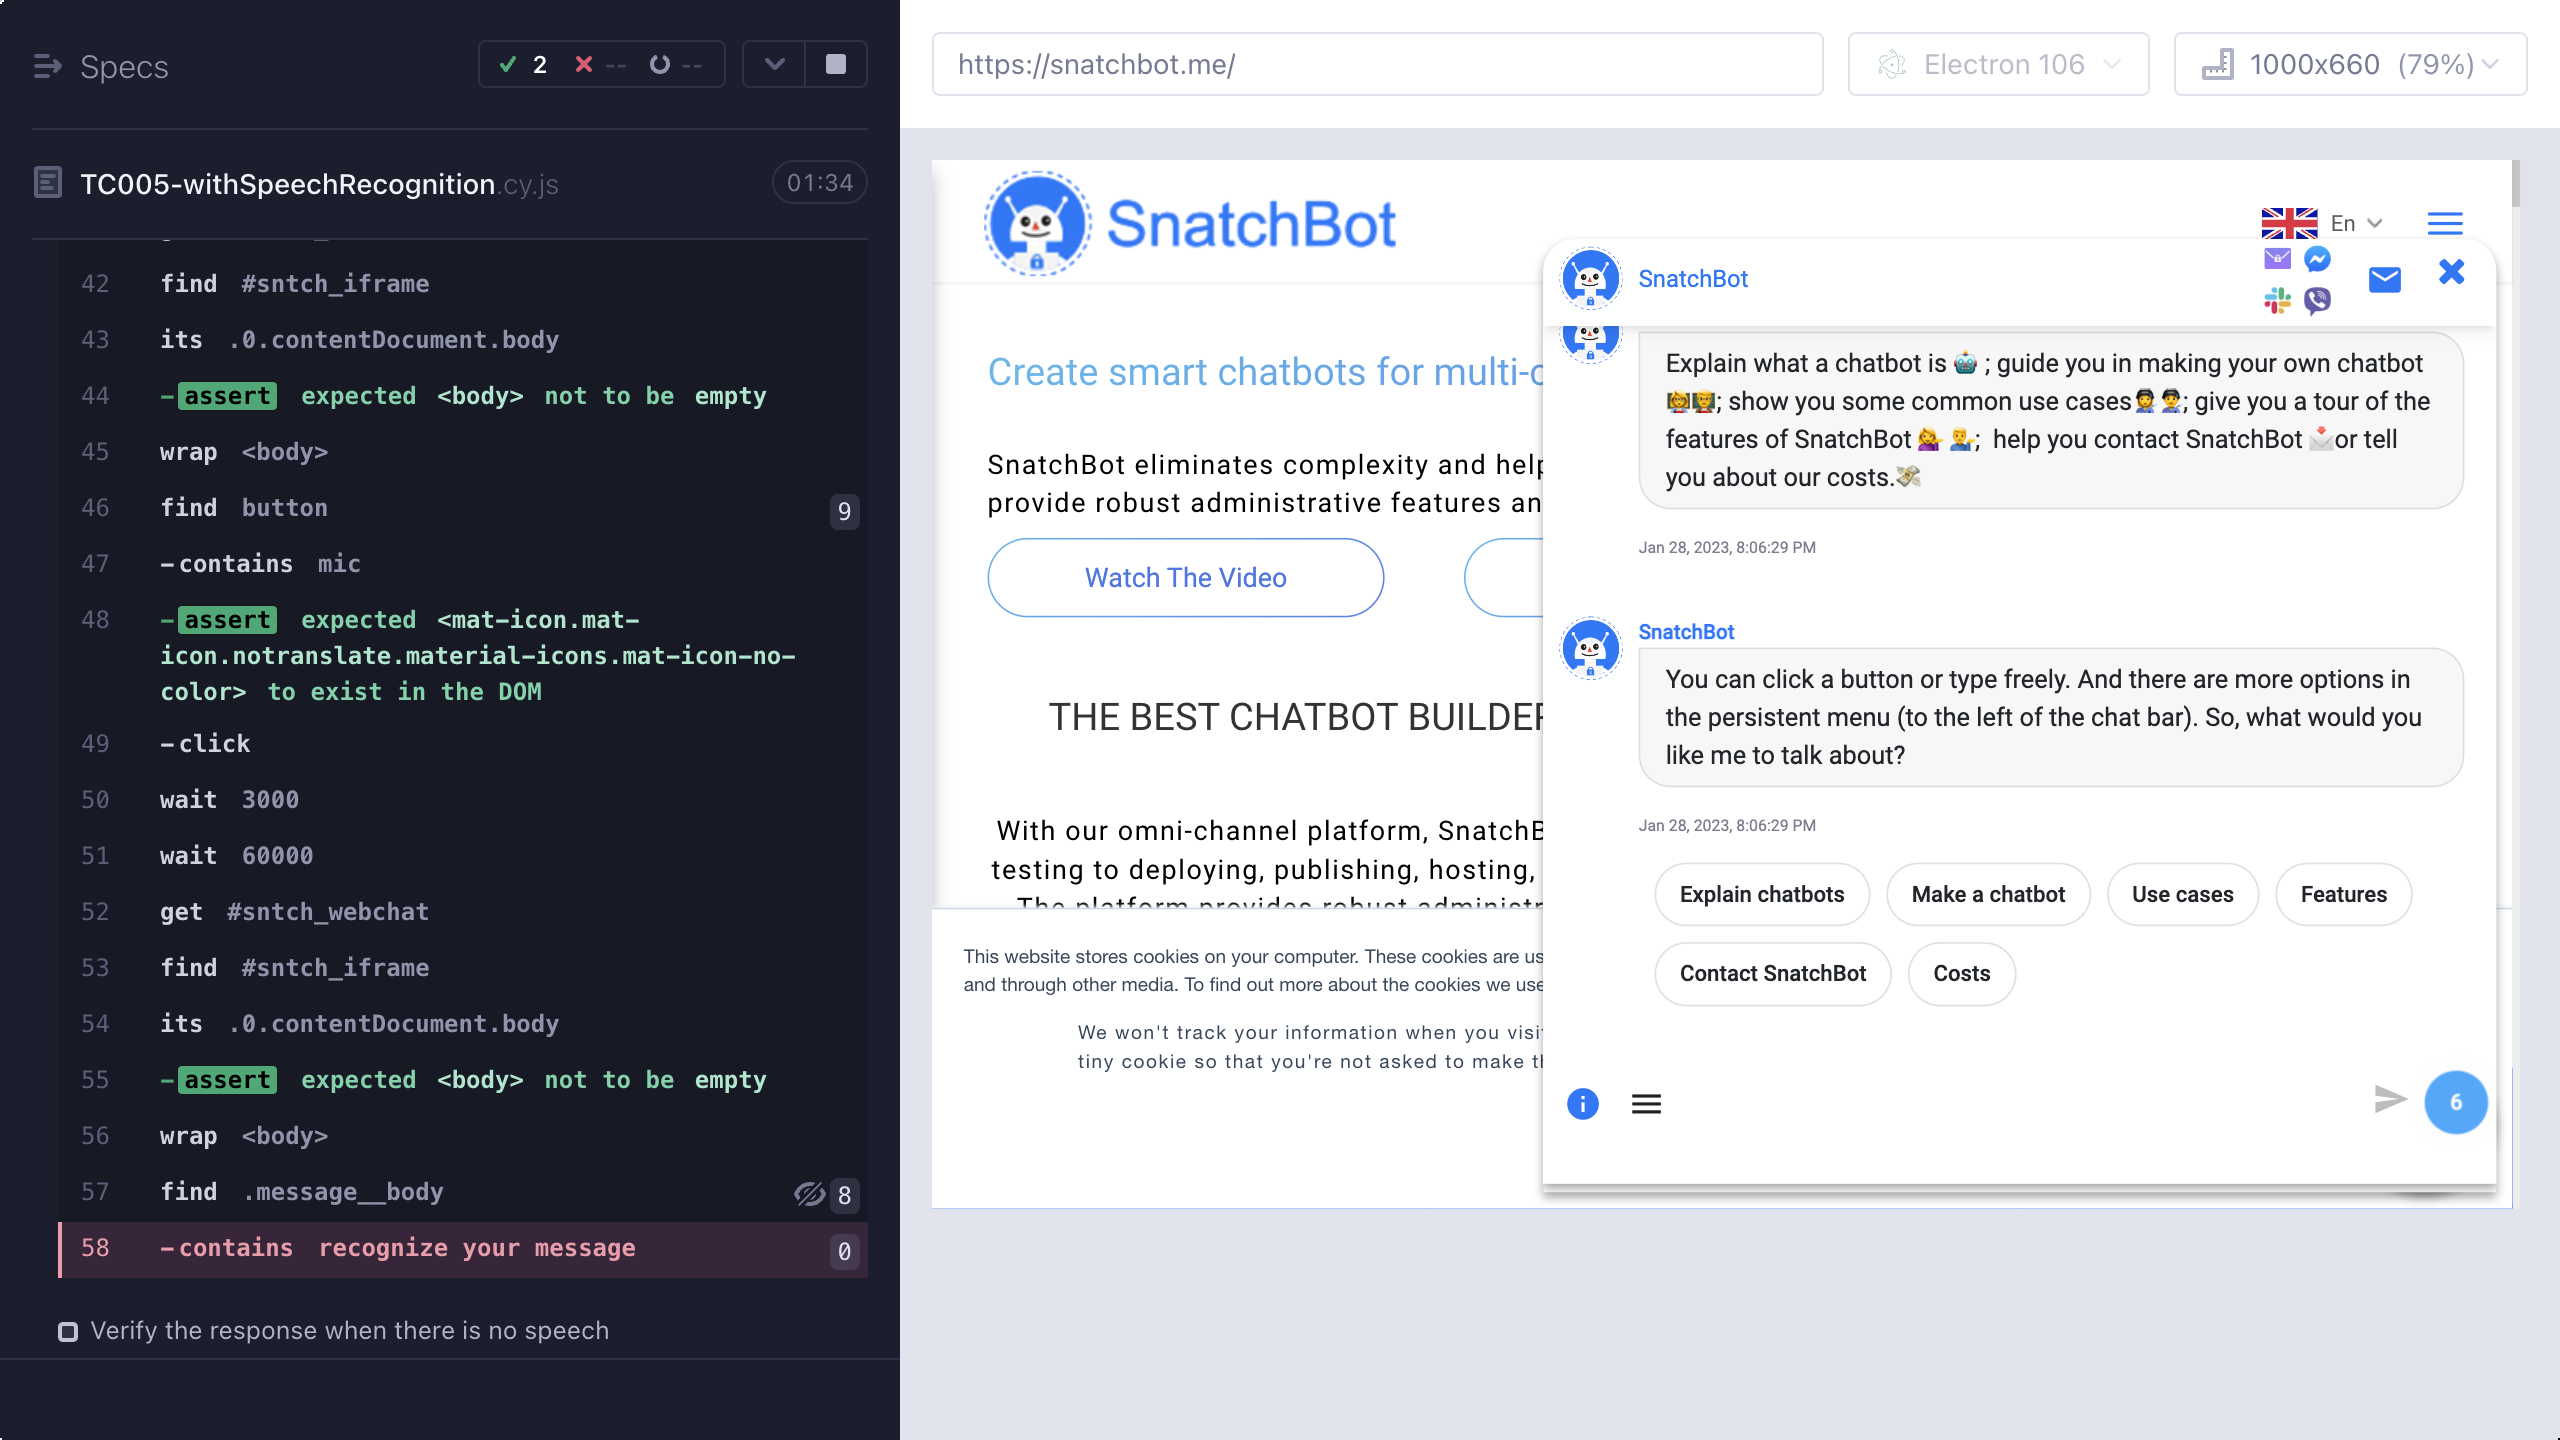 Specs
2
--
--
TC005-withSpeechRecognition.cy.js
01:34
42 find #sntch_iframe
43 its .0.contentDocument.body
44 -assert expected <body> not to be empty
45 wrap <body>
46 find button 9
47 -contains mic
48 -assert expected <mat-icon.mat-
icon.notranslate.material-icons.mat-icon-no-
color> to exist in the DOM
49 -click
50 wait 3000
51 wait 60000
52 get #sntch_webchat
53 find #sntch_iframe
54 its .0.contentDocument.body
55 -assert expected <body> not to be empty
56 wrap <body>
57 find .message__body 8
58 -contains recognize your message 0
Verify the response when there is no speech
https://snatchbot.me/
Electron 106
1000x660 (79%)
SnatchBot
En
Create smart chatbots for multi-c
SnatchBot eliminates complexity and help
provide robust administrative features an
Watch The Video
THE BEST CHATBOT BUILDER
With our omni-channel platform, SnatchB
testing to deploying, publishing, hosting,
The platform provides robust administr
This website stores cookies on your computer. These cookies are us
and through other media. To find out more about the cookies we use
We won't track your information when you visit
tiny cookie so that you're not asked to make th
SnatchBot
Explain what a chatbot is 🤖 ; guide you in making your own chatbot
👩‍🏫👨‍🏫; show you some common use cases👩‍✈️👨‍✈️; give you a tour of the
features of SnatchBot💁‍♀️ 💁‍♂️; help you contact SnatchBot 📩or tell
you about our costs.💸
Jan 28, 2023, 8:06:29 PM
SnatchBot
You can click a button or type freely. And there are more options in
the persistent menu (to the left of the chat bar). So, what would you
like me to talk about?
Jan 28, 2023, 8:06:29 PM
Explain chatbots
Make a chatbot
Use cases
Features
Contact SnatchBot
Costs
6